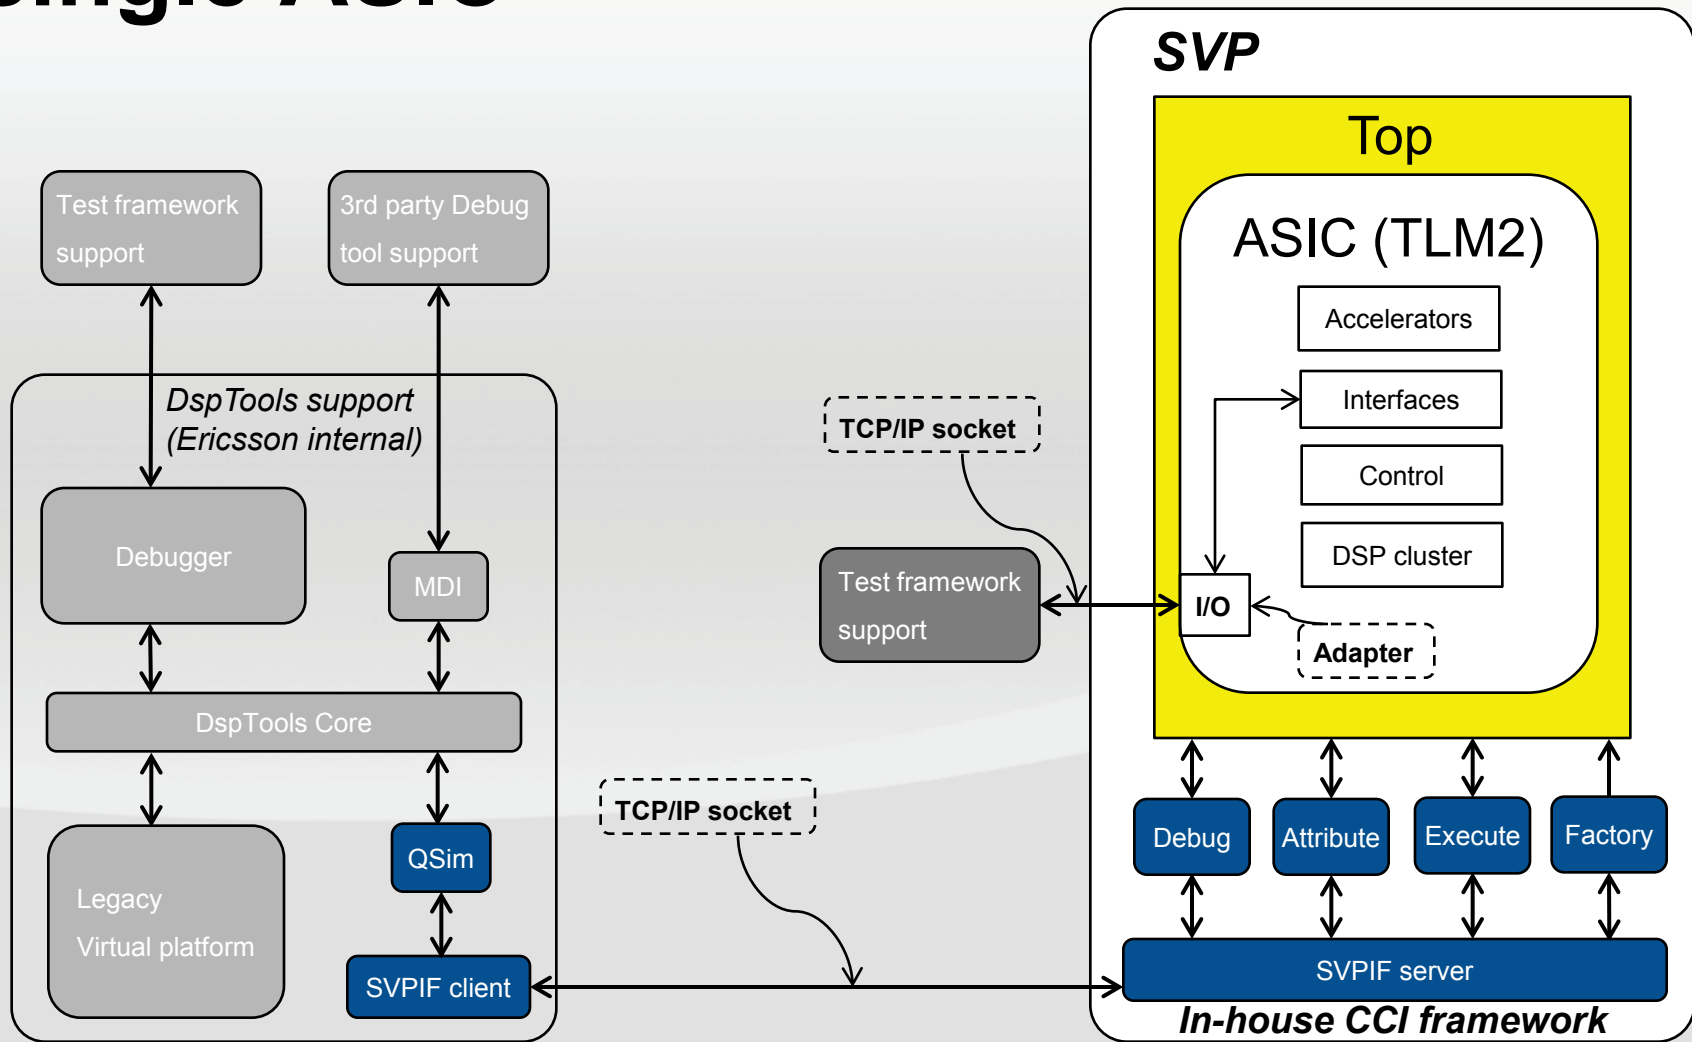 single ASIC
SVP
Top
ASIC (TLM2)
Accelerators
Interfaces
Control
DSP cluster
I/O
Adapter
Test framework
support
3rd party Debug
tool support
DspTools support
(Ericsson internal)
Debugger
MDI
DspTools Core
Legacy
Virtual platform
QSim
SVPIF client
TCP/IP socket
Test framework
support
TCP/IP socket
Debug
Attribute
Execute
Factory
SVPIF server
In-house CCI framework